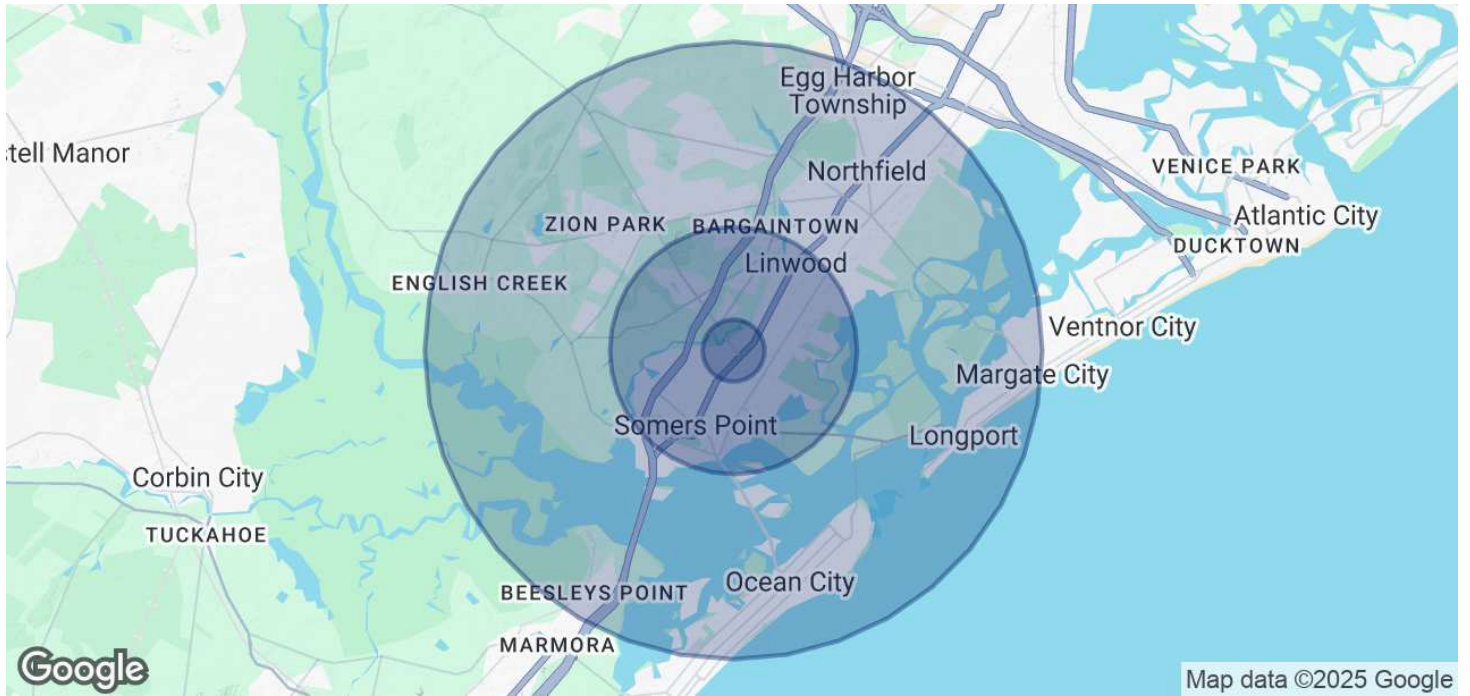 Egg Harbor
Township
stell Manor
Northfield
VENICE PARK
Atlantic City
ZION PARK
BARGAINTOWN
DUCKTOWN
Linwood
ENGLISH CREEK
Ventnor City
Margate City
Somers Point
Longport
Corbin City
TUCKAHOE
Ocean City
BEESLEYS POINT
MARMORA
Google
Map data ©2025 Google